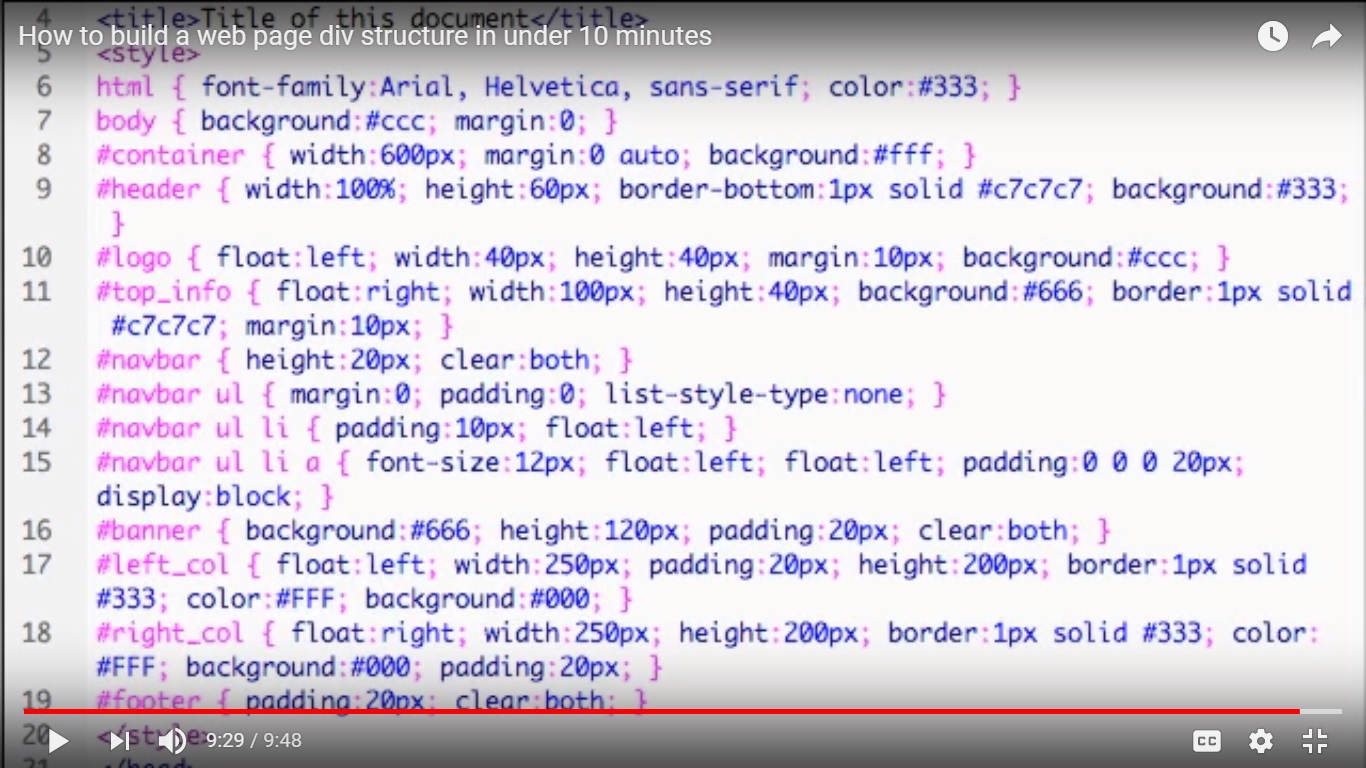 4 <title>Title of this document</title>
How to build a web page div structure in under 10 minutes
5 <style>
6 html { font-family:Arial, Helvetica, sans-serif; color:#333; }
7 body { background:#ccc; margin:0; }
8 #container { width:600px; margin:0 auto; background:#fff; }
9 #header { width:100%; height:60px; border-bottom:1px solid #c7c7c7; background:#333;
}
10 #logo { float:left; width:40px; height:40px; margin:10px; background:#ccc; }
11 #top_info { float:right; width:100px; height:40px; background:#666; border:1px solid
#c7c7c7; margin:10px; }
12 #navbar { height:20px; clear:both; }
13 #navbar ul { margin:0; padding:0; list-style-type:none; }
14 #navbar ul li { padding:10px; float:left; }
15 #navbar ul li a { font-size:12px; float:left; float:left; padding:0 0 0 20px;
display:block; }
16 #banner { background:#666; height:120px; padding:20px; clear:both; }
17 #left_col { float:left; width:250px; padding:20px; height:200px; border:1px solid
#333; color:#FFF; background:#000; }
18 #right_col { float:right; width:250px; height:200px; border:1px solid #333; color:
#FFF; background:#000; padding:20px; }
19 #footer { padding:20px; clear:both; }
20 </style>
9:29 / 9:48 CC
21 </head>